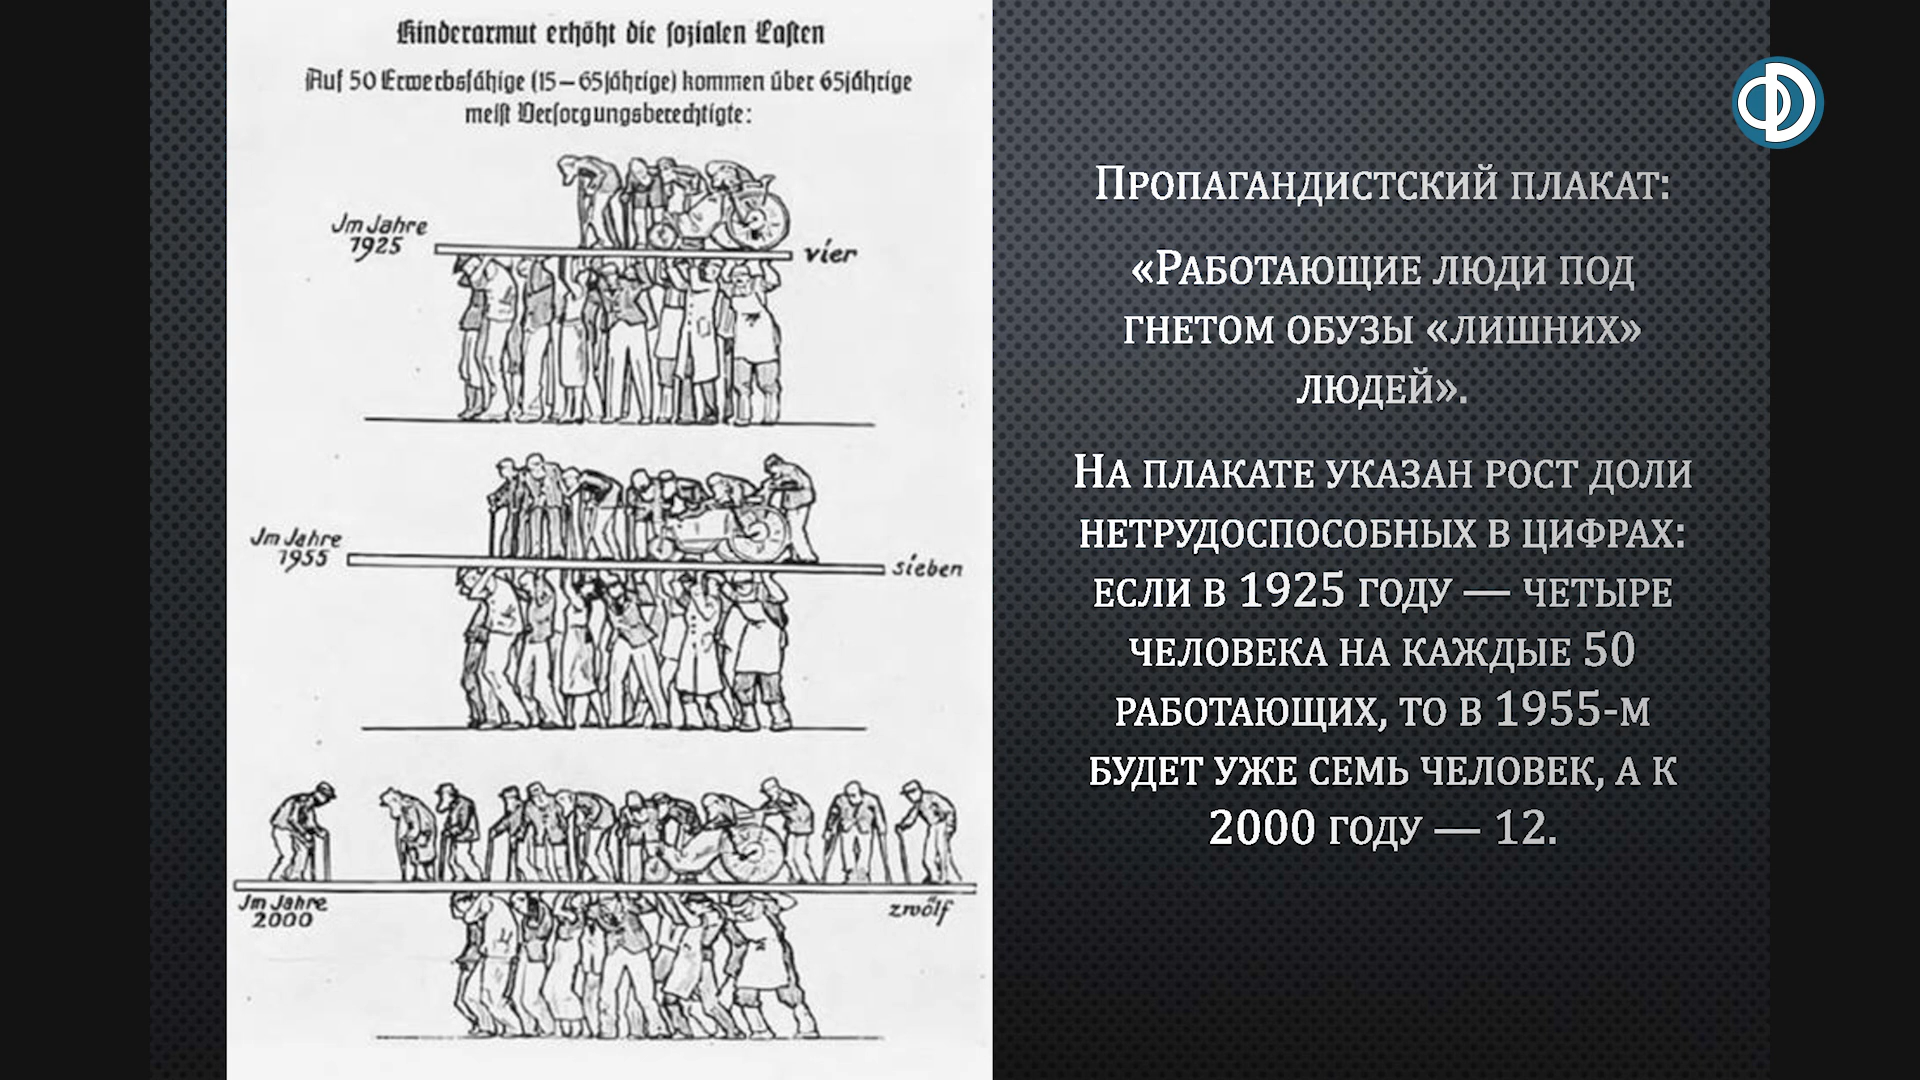 Kinderarmut erhöht die sozialen Lasten
Auf 50 Erwerbsfähige (15–65jährige) kommen über 65jährige
meist Versorgungsberechtigte:
Im Jahre
1925
vier
Im Jahre
1955
sieben
Im Jahre
2000
zwölf
Пропагандистский плакат:
«Работающие люди под
гнетом обузы «лишних»
людей».
На плакате указан рост доли
нетрудоспособных в цифрах:
если в 1925 году — четыре
человека на каждые 50
работающих, то в 1955-м
будет уже семь человек, а к
2000 году — 12.